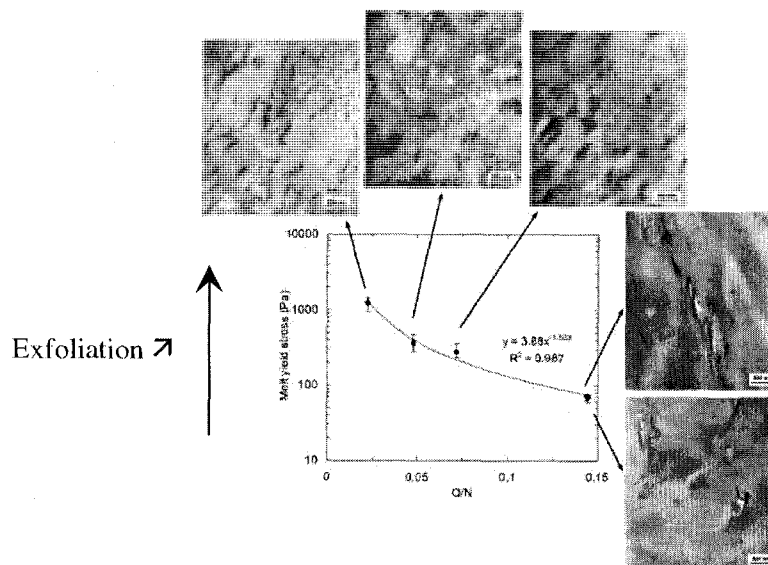 10000
1000
100
10
0
0,05
0,1
0,15
Melt yield stress (Pa)
Q/N
R² = 0.987
Exfoliation ↗